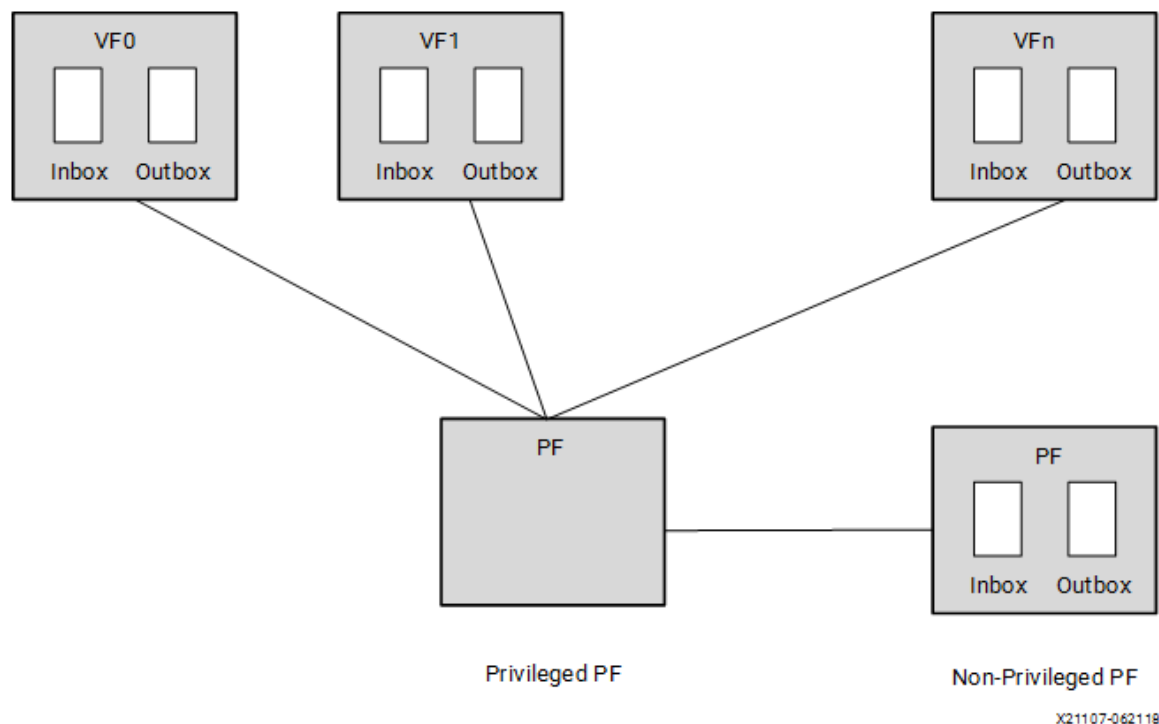 VF0
VF1
VFn
Inbox Outbox
Inbox Outbox
Inbox Outbox
PF
PF
Inbox Outbox
Privileged PF
Non-Privileged PF
X21107-062118